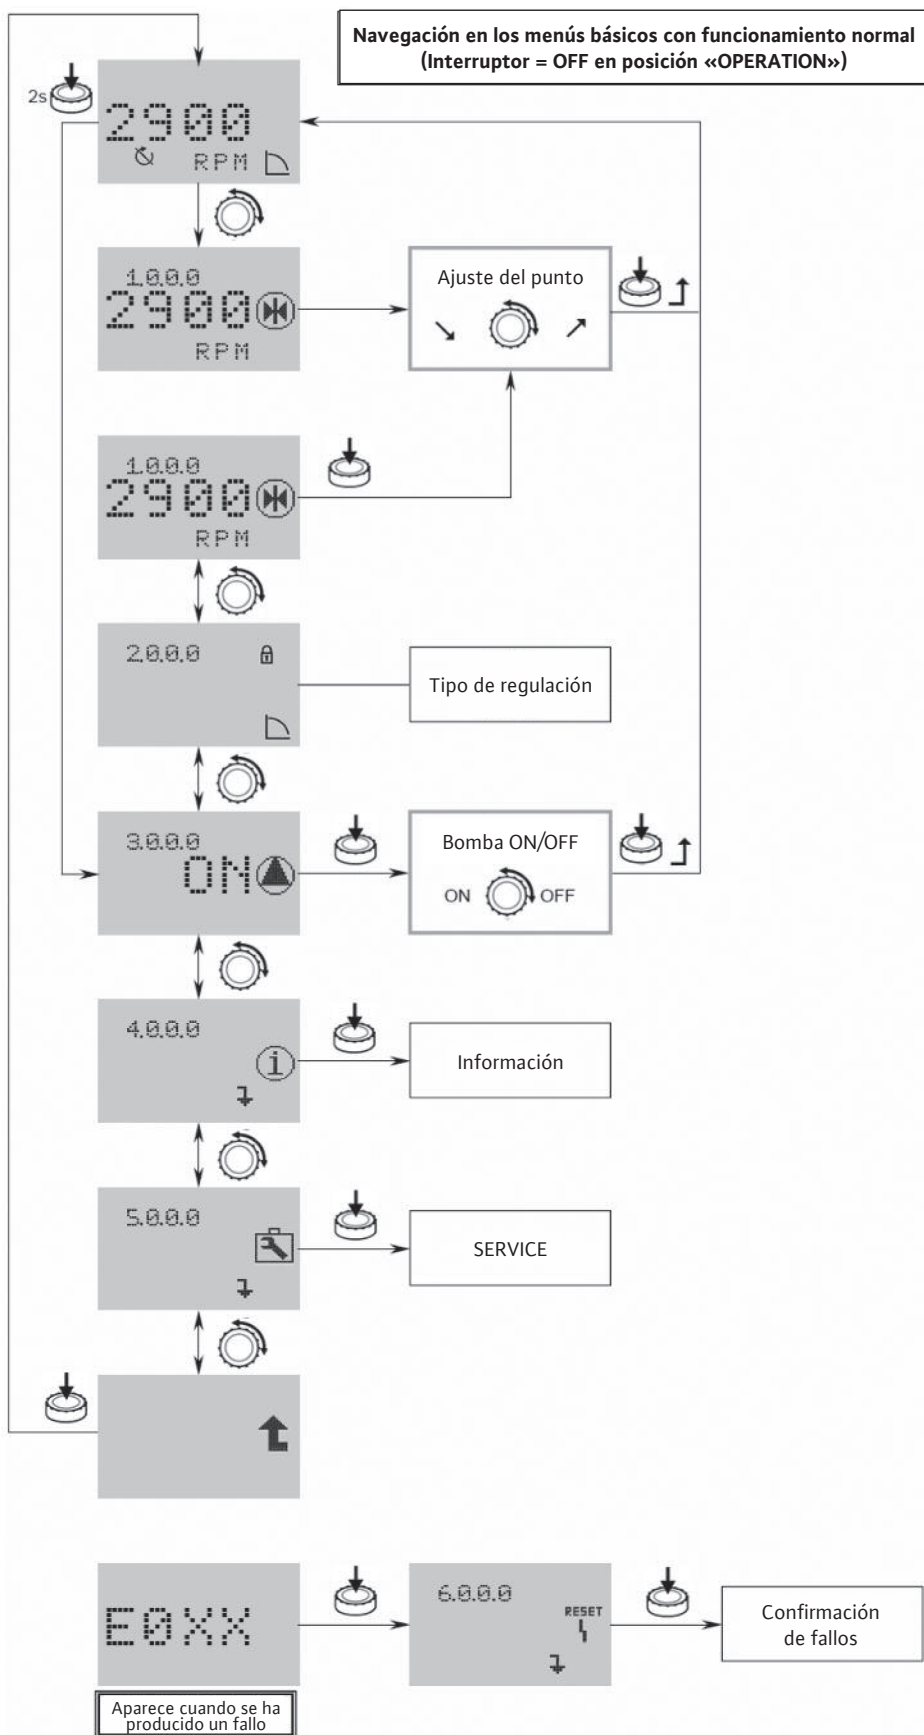 Navegación en los menús básicos con funcionamiento normal
(Interruptor = OFF en posición «OPERATION»)
2s
2900
RPM
1.0.0.0
2900
RPM
Ajuste del punto
1.0.0.0
2900
RPM
2.0.0.0
Tipo de regulación
3.0.0.0
ON
Bomba ON/OFF
ON OFF
4.0.0.0
i
Información
5.0.0.0
SERVICE
E0XX
6.0.0.0
RESET
Confirmación
de fallos
Aparece cuando se ha
producido un fallo